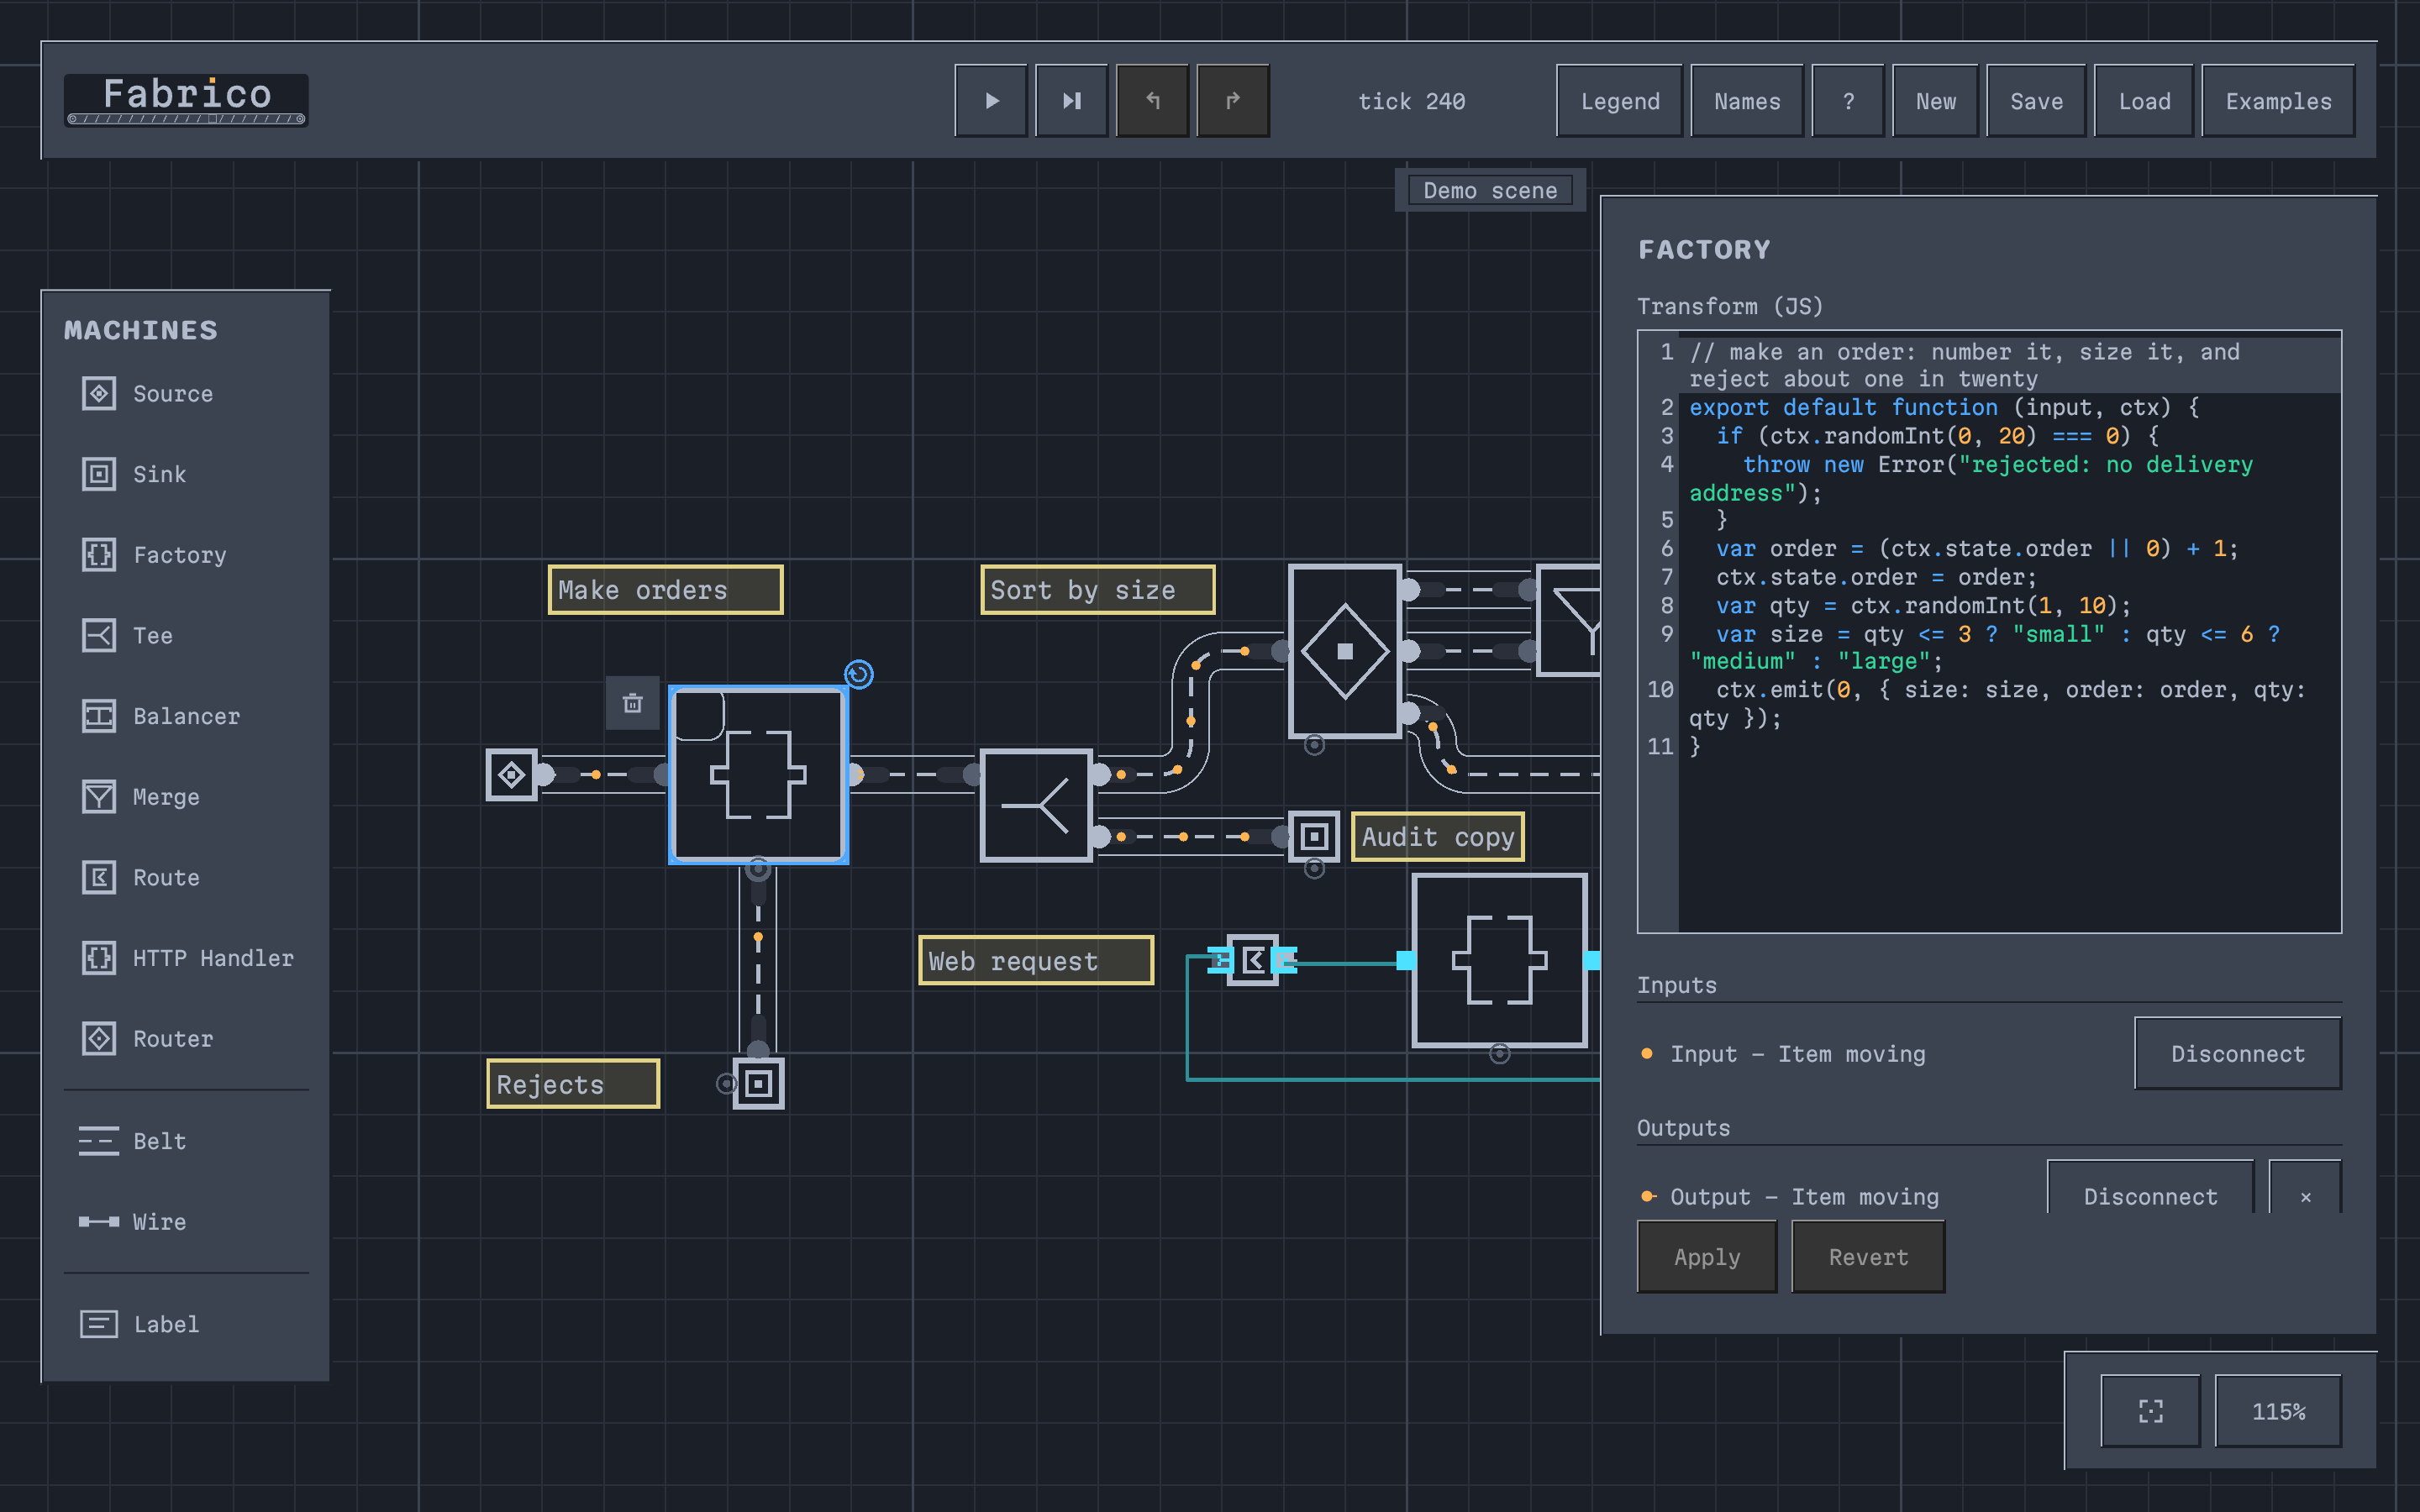 Fabrico
tick 240
Legend
Names
?
New
Save
Load
Examples
Demo scene
MACHINES
Source
Sink
Factory
Tee
Balancer
Merge
Route
HTTP Handler
Router
Belt
Wire
Label
Make orders
Sort by size
Audit copy
Web request
Rejects
FACTORY
Transform (JS)
1 // make an order: number it, size it, and
reject about one in twenty
2 export default function (input, ctx) {
3   if (ctx.randomInt(0, 20) === 0) {
4     throw new Error("rejected: no delivery
address");
5   }
6   var order = (ctx.state.order || 0) + 1;
7   ctx.state.order = order;
8   var qty = ctx.randomInt(1, 10);
9   var size = qty <= 3 ? "small" : qty <= 6 ?
"medium" : "large";
10   ctx.emit(0, { size: size, order: order, qty:
qty });
11 }
Inputs
Input – Item moving
Disconnect
Outputs
Output – Item moving
Disconnect
×
Apply
Revert
115%